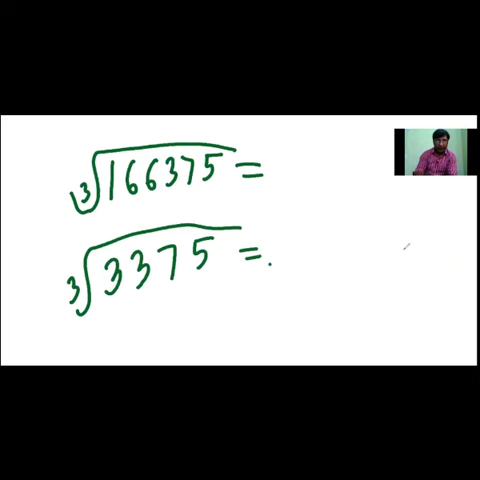 ∛166375 =
∛3375 =.